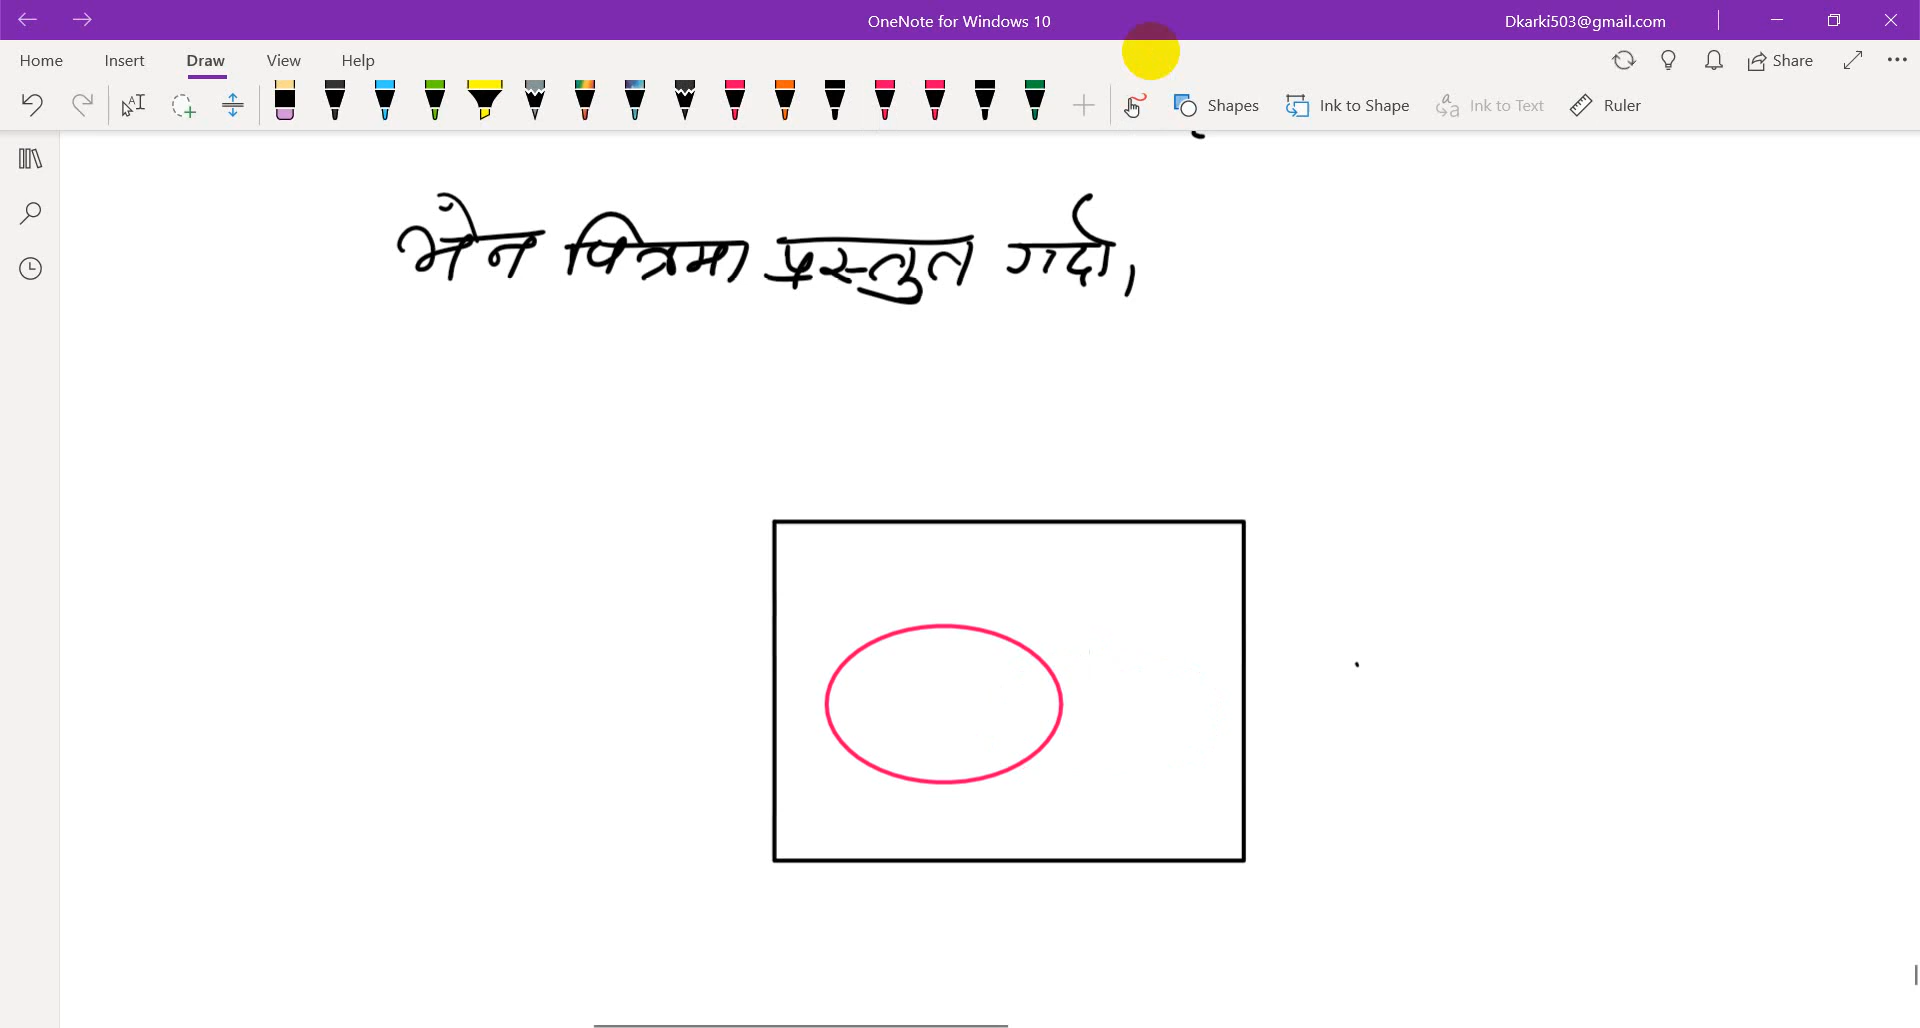 OneNote for Windows 10
Dkarki503@gmail.com
Home Insert Draw View Help
Share
Shapes Ink to Shape Ink to Text Ruler
भेन चित्रमा प्रस्तुत गर्दा,